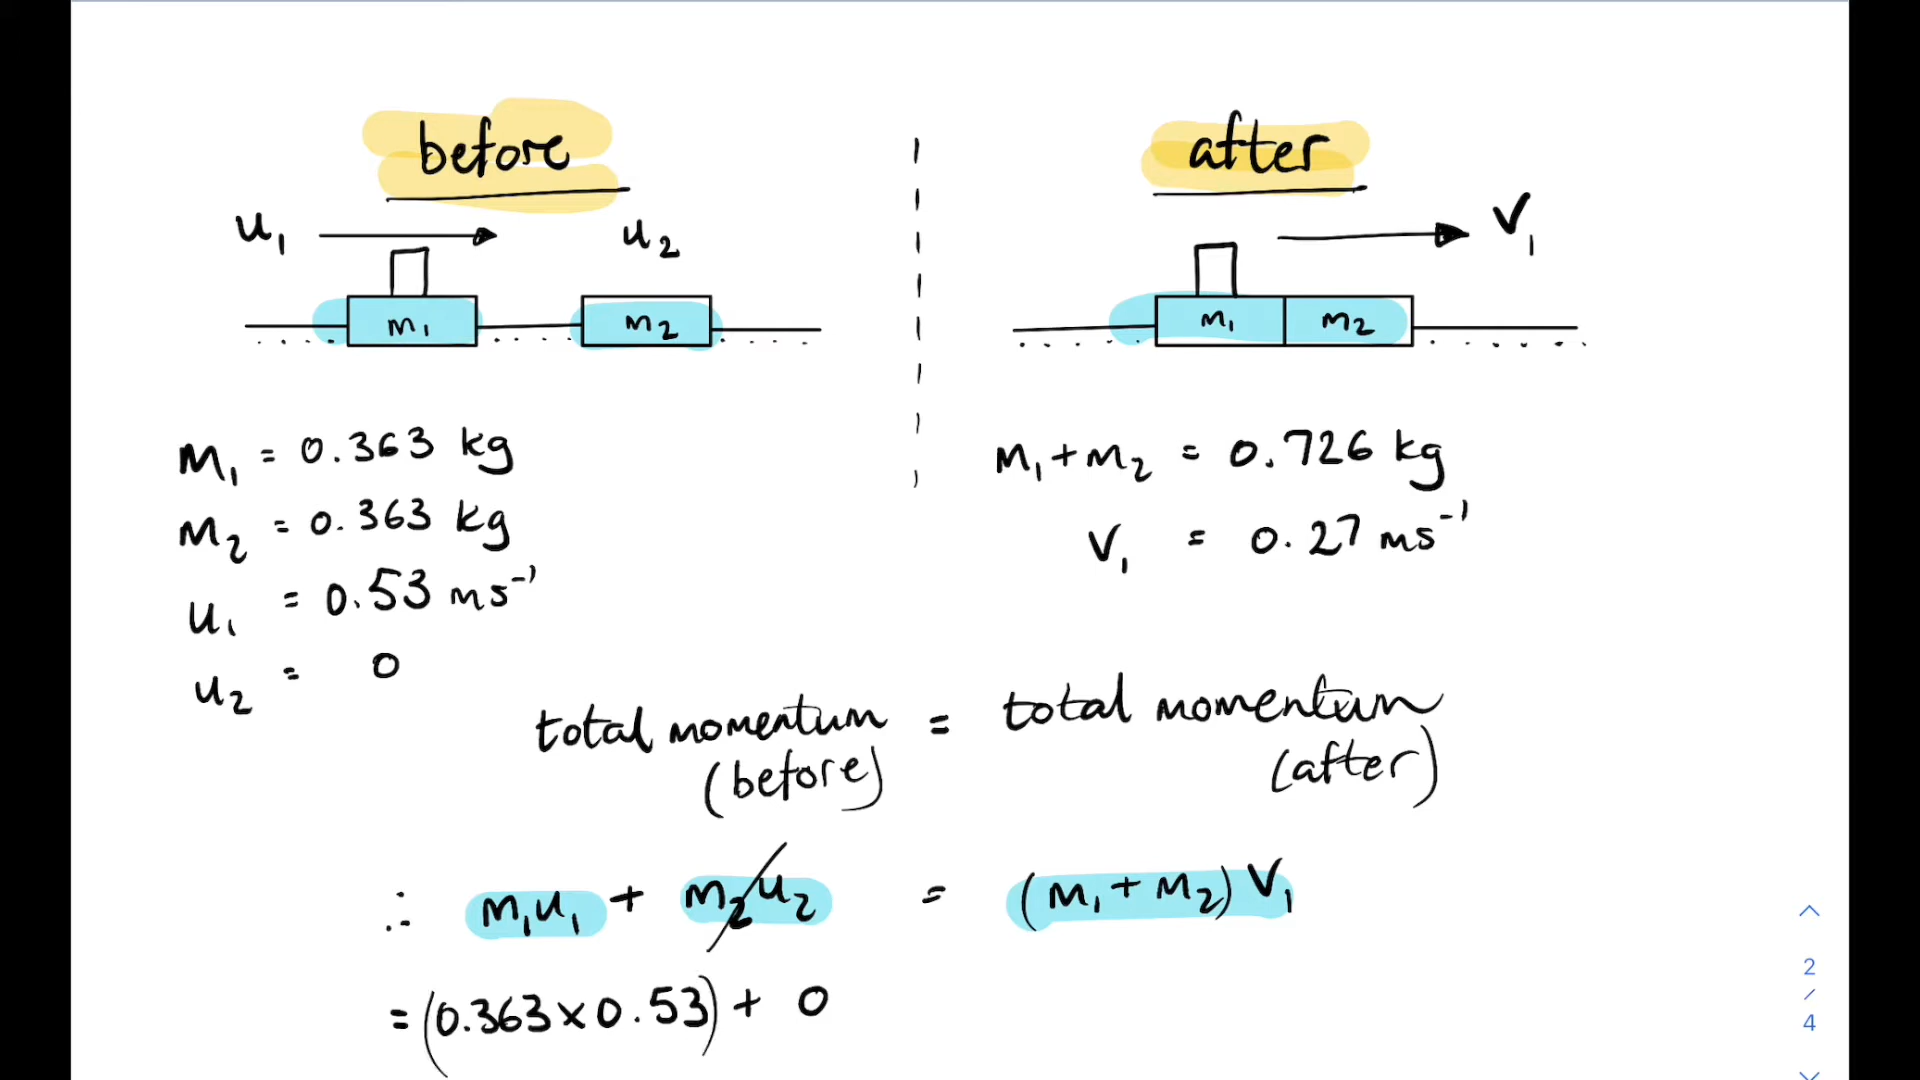 before
after
u₁
u₂
v₁
m₁
m₂
m₁
m₂
m₁ = 0.363 kg
m₂ = 0.363 kg
u₁ = 0.53 ms⁻¹
u₂ = 0
m₁+m₂ = 0.726 kg
v₁ = 0.27 ms⁻¹
total momentum (before) = total momentum (after)
∴ m₁u₁ + m₂u₂ = (m₁+m₂)v₁
= (0.363×0.53) + 0
2
/
4